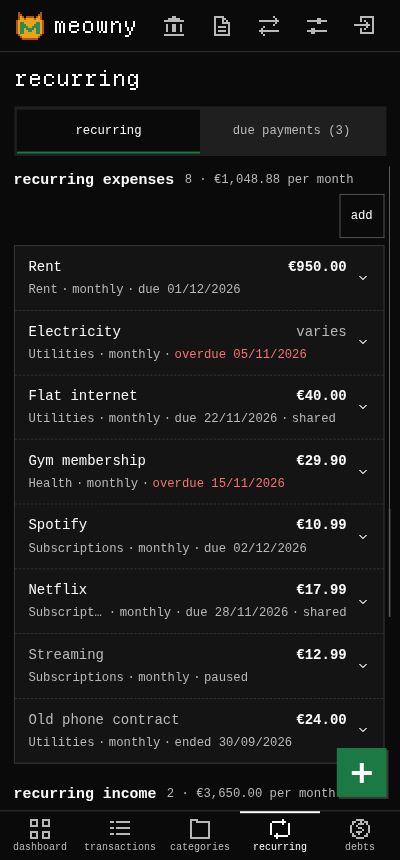 meowny
recurring
recurring
due payments (3)
recurring expenses 8 · €1,048.88 per month
add
Rent €950.00
Rent · monthly · due 01/12/2026
Electricity varies
Utilities · monthly · overdue 05/11/2026
Flat internet €40.00
Utilities · monthly · due 22/11/2026 · shared
Gym membership €29.90
Health · monthly · overdue 15/11/2026
Spotify €10.99
Subscriptions · monthly · due 02/12/2026
Netflix €17.99
Subscript… · monthly · due 28/11/2026 · shared
Streaming €12.99
Subscriptions · monthly · paused
Old phone contract €24.00
Utilities · monthly · ended 30/09/2026
recurring income 2 · €3,650.00 per month
dashboard transactions categories recurring debts